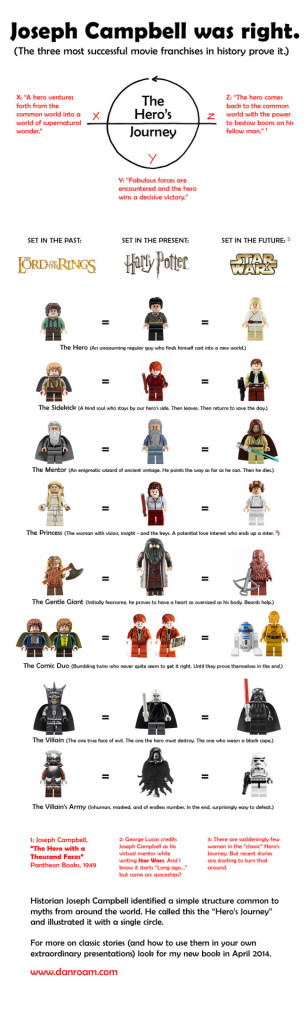 Joseph Campbell was right.
(The three most successful movie franchises in history prove it.)
X: "A hero ventures
forth from the
common world into a
world of supernatural
wonder."
The
Hero's
Journey
Z: "The hero comes
back to the common
world with the power
to bestow boons on his
fellow man." 1
X
Z
Y
Y: "Fabulous forces are
encountered and the hero
wins a decisive victory."
SET IN THE PAST:
SET IN THE PRESENT:
SET IN THE FUTURE: 2
THE LORD OF THE RINGS
Harry Potter
STAR WARS
= =
The Hero (An unassuming regular guy who finds himself cast into a new world.)
= =
The Sidekick (A kind soul who stays by our hero's side. Then leaves. Then returns to save the day.)
= =
The Mentor (An enigmatic wizard of ancient vintage. He points the way as far as he can. Then he dies.)
= =
The Princess (The woman with vision, insight - and the keys. A potential love interest who ends up a sister. 3)
= =
The Gentle Giant (Initially fearsome, he proves to have a heart as oversized as his body. Beards help.)
= =
The Comic Duo (Bumbling twins who never quite seem to get it right. Until they prove themselves in the end.)
= =
The Villain (The one true face of evil. The one the hero must destroy. The one who wears a black cape.)
= =
The Villain's Army (Inhuman, masked, and of endless number. In the end, surprisingly easy to defeat.)
1: Joseph Campbell,
"The Hero with a
Thousand Faces"
Pantheon Books, 1949
2: George Lucas credits
Joseph Campbell as his
virtual mentor while
writing Star Wars. And I
know it starts "Long ago..."
but come on: spaceships?
3: There are saddeningly few
women in the "classic" Hero's
Journey. But recent stories
are starting to turn that
around.
Historian Joseph Campbell identified a simple structure common to
myths from around the world. He called this the "Hero's Journey"
and illustrated it with a single circle.
For more on classic stories (and how to use them in your own
extraordinary presentations) look for my new book in April 2014.
www.danroam.com